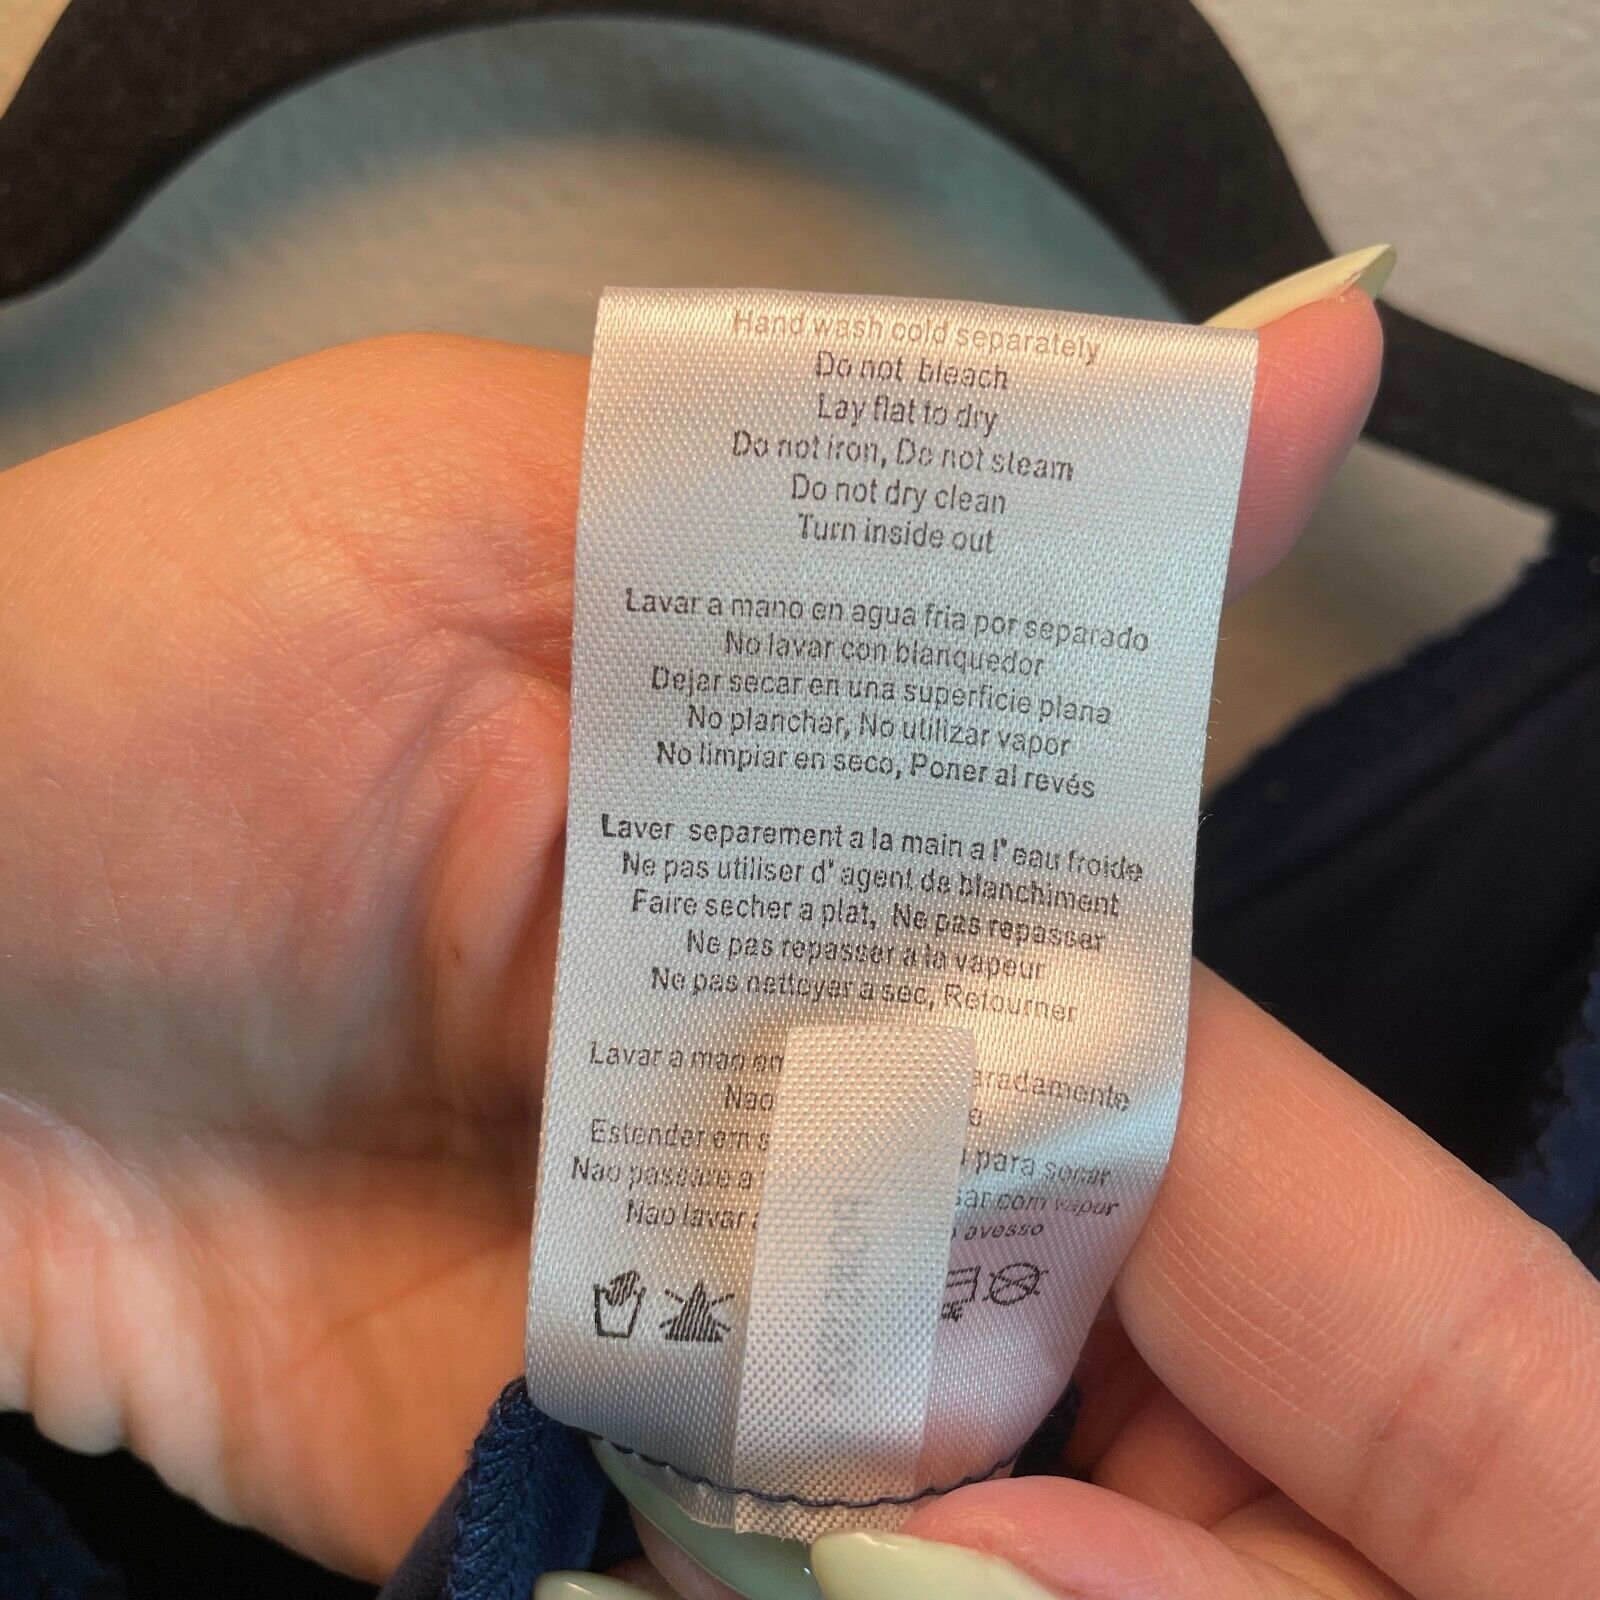 Hand wash cold separately
Do not bleach
Lay flat to dry
Do not iron, Do not steam
Do not dry clean
Turn inside out
Lavar a mano en agua fria por separado
No lavar con blanquedor
Dejar secar en una superficie plana
No planchar, No utilizar vapor
No limpiar en seco, Poner al revés
Laver separement a la main a l' eau froide
Ne pas utiliser d' agent de blanchiment
Faire secher a plat, Ne pas repasser
Ne pas repasser a la vapeur
Ne pas nettoyer a sec, Retourner
Lavar a mao em
Nao
Estender em
para secar
Nao passar a
com vapor
Nao lavar
avesso